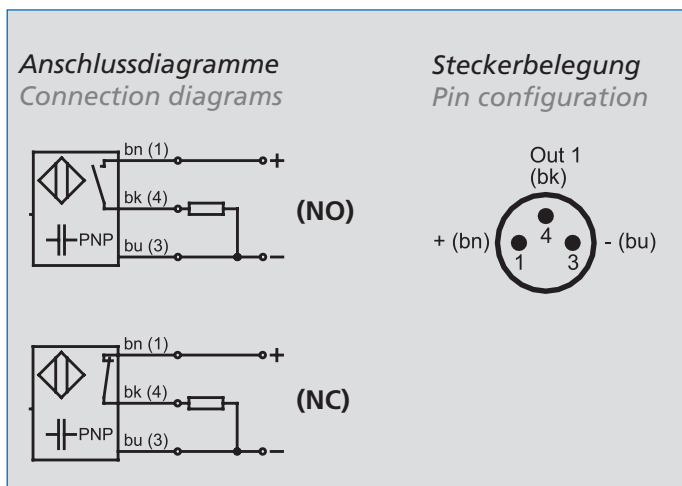 Anschlussdiagramme
Connection diagrams
bn (1)
+
bk (4)
(NO)
PNP
bu (3)
−
bn (1)
+
bk (4)
(NC)
PNP
bu (3)
−
Steckerbelegung
Pin configuration
Out 1
(bk)
+ (bn)
4
- (bu)
1
3